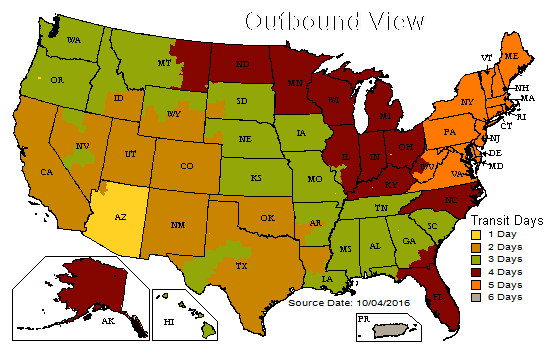 Outbound View
WA
OR
MT
ID
ND
MN
WI
MI
SD
WY
NE
IA
NV
UT
CO
KS
MO
IL
IN
OH
KY
WV
VA
PA
NY
VT
ME
NH
MA
RI
CT
NJ
DE
MD
CA
AZ
NM
OK
AR
TN
NC
SC
MS
AL
GA
TX
LA
FL
AK
HI
PR
Transit Days
1 Day
2 Days
3 Days
4 Days
5 Days
6 Days
Source Date: 10/04/2016